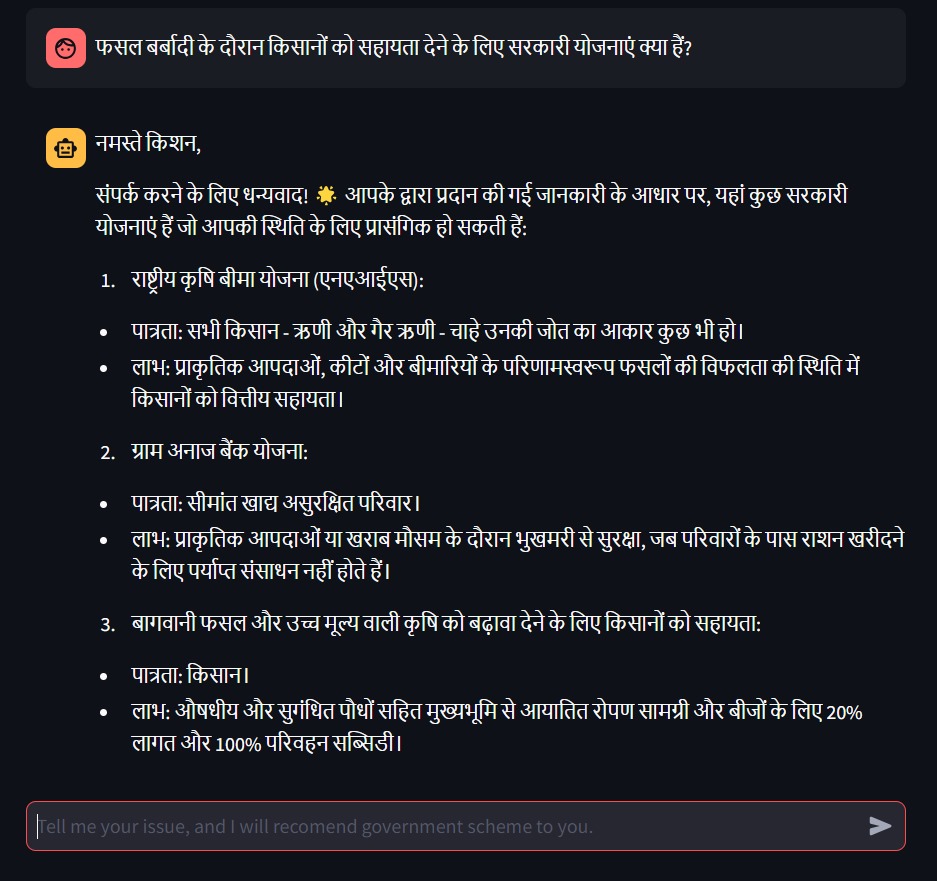 फसल बर्बादी के दौरान किसानों को सहायता देने के लिए सरकारी योजनाएं क्या हैं?
नमस्ते किशन,
संपर्क करने के लिए धन्यवाद! 🌟 आपके द्वारा प्रदान की गई जानकारी के आधार पर, यहां कुछ सरकारी
योजनाएं हैं जो आपकी स्थिति के लिए प्रासंगिक हो सकती हैं:
1. राष्ट्रीय कृषि बीमा योजना (एनएआईएस):
• पात्रता: सभी किसान - ऋणी और गैर ऋणी - चाहे उनकी जोत का आकार कुछ भी हो।
• लाभ: प्राकृतिक आपदाओं, कीटों और बीमारियों के परिणामस्वरूप फसलों की विफलता की स्थिति में
किसानों को वित्तीय सहायता।
2. ग्राम अनाज बैंक योजना:
• पात्रता: सीमांत खाद्य असुरक्षित परिवार।
• लाभ: प्राकृतिक आपदाओं या खराब मौसम के दौरान भुखमरी से सुरक्षा, जब परिवारों के पास राशन खरीदने
के लिए पर्याप्त संसाधन नहीं होते हैं।
3. बागवानी फसल और उच्च मूल्य वाली कृषि को बढ़ावा देने के लिए किसानों को सहायता:
• पात्रता: किसान।
• लाभ: औषधीय और सुगंधित पौधों सहित मुख्यभूमि से आयातित रोपण सामग्री और बीजों के लिए 20%
लागत और 100% परिवहन सब्सिडी।
Tell me your issue, and I will recomend government scheme to you.